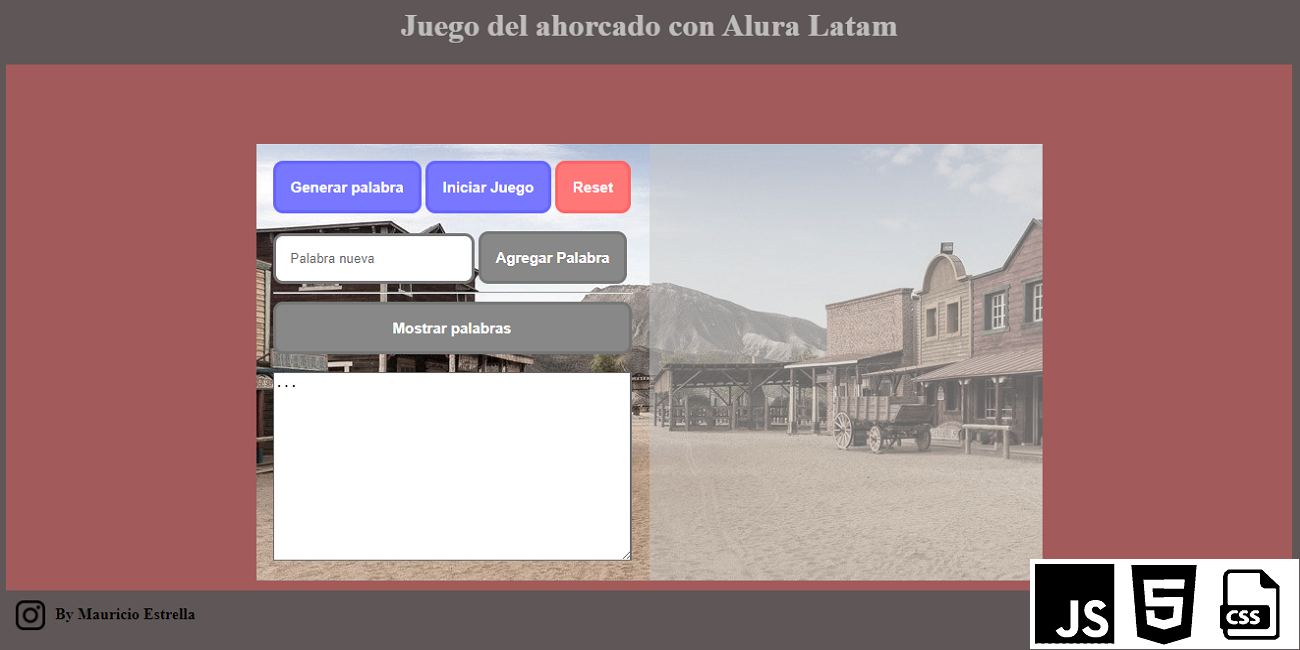 Juego del ahorcado con Alura Latam
Generar palabra Iniciar Juego Reset
Palabra nueva Agregar Palabra
Mostrar palabras
...
By Mauricio Estrella
JS 5 CSS